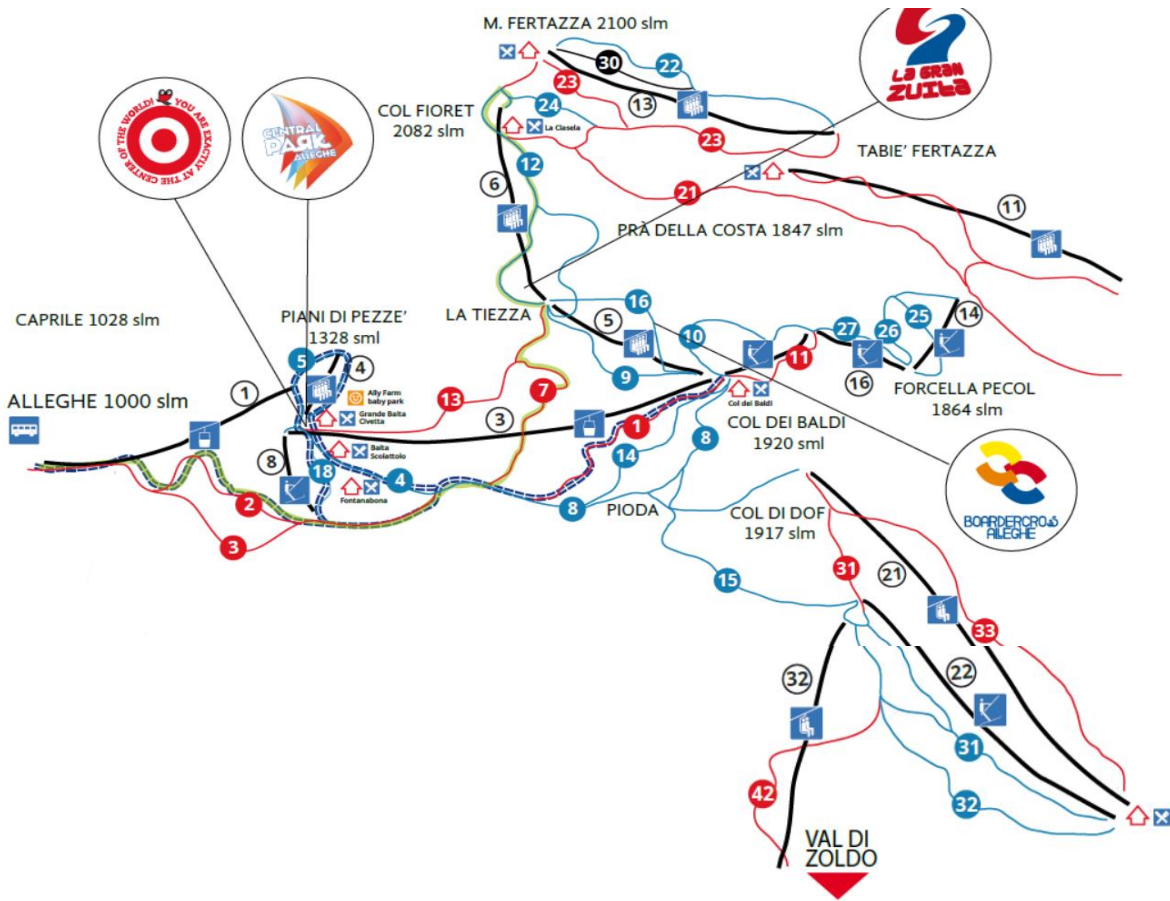 M. FERTAZZA 2100 slm
LA GRAN
ZUITA
30
22
23
13
YOU ARE EXACTLY AT THE CENTER OF THE WORLD!
CENTRAL
PARK
ALLEGHE
COL FIORET
2082 slm
24
La Ciasela
23
TABIE' FERTAZZA
12
6
21
11
PRÀ DELLA COSTA 1847 slm
CAPRILE 1028 slm
PIANI DI PEZZE'
1328 sml
LA TIEZZA
16
5
10
27
26
25
14
5
4
9
11
16
FORCELLA PECOL
1864 slm
1
Ally Farm
baby park
ALLEGHE 1000 slm
13
7
Grande Baita
Civetta
3
Col dei Baldi
1
COL DEI BALDI
1920 sml
8
Baita
Scoiattolo
18
4
14
8
Fontanabona
2
8
PIODA
COL DI DOF
1917 slm
BOARDERCROSS
ALLEGHE
3
15
31
21
33
32
22
31
42
32
VAL DI
ZOLDO